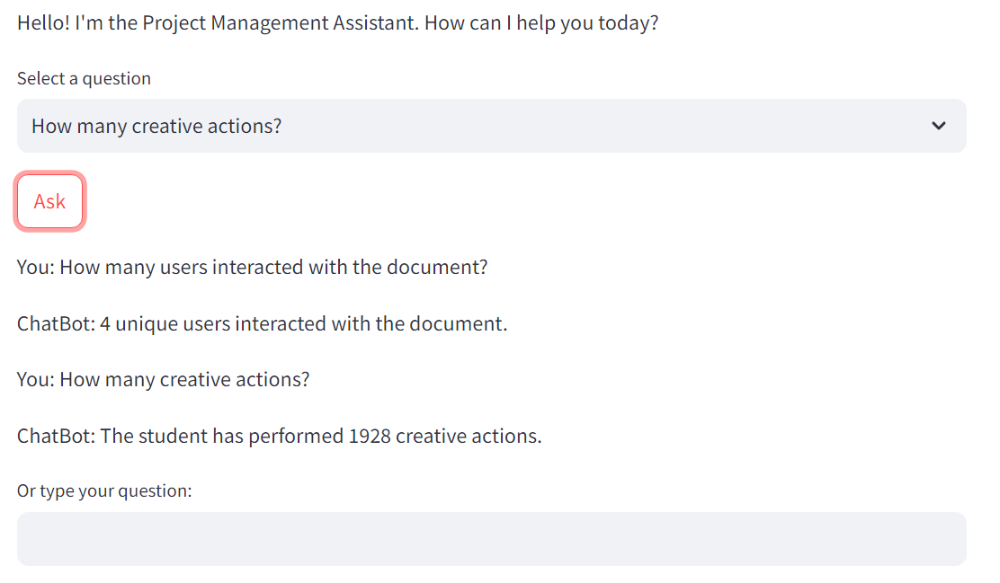 Hello! I'm the Project Management Assistant. How can I help you today?
Select a question
How many creative actions?
Ask
You: How many users interacted with the document?
ChatBot: 4 unique users interacted with the document.
You: How many creative actions?
ChatBot: The student has performed 1928 creative actions.
Or type your question: